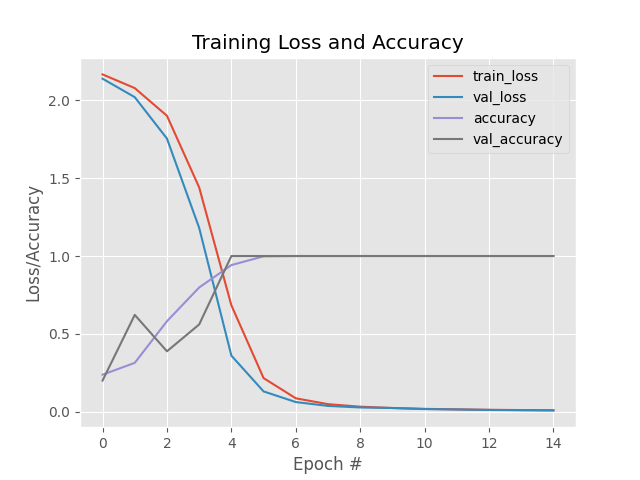 Training Loss and Accuracy
train_loss
val_loss
accuracy
val_accuracy
Loss/Accuracy
2.0
1.5
1.0
0.5
0.0
0 2 4 6 8 10 12 14
Epoch #